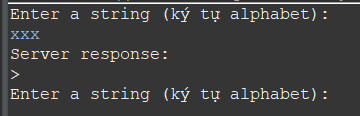 Enter a string (ký tự alphabet):
xxx
Server response:
>
Enter a string (ký tự alphabet):